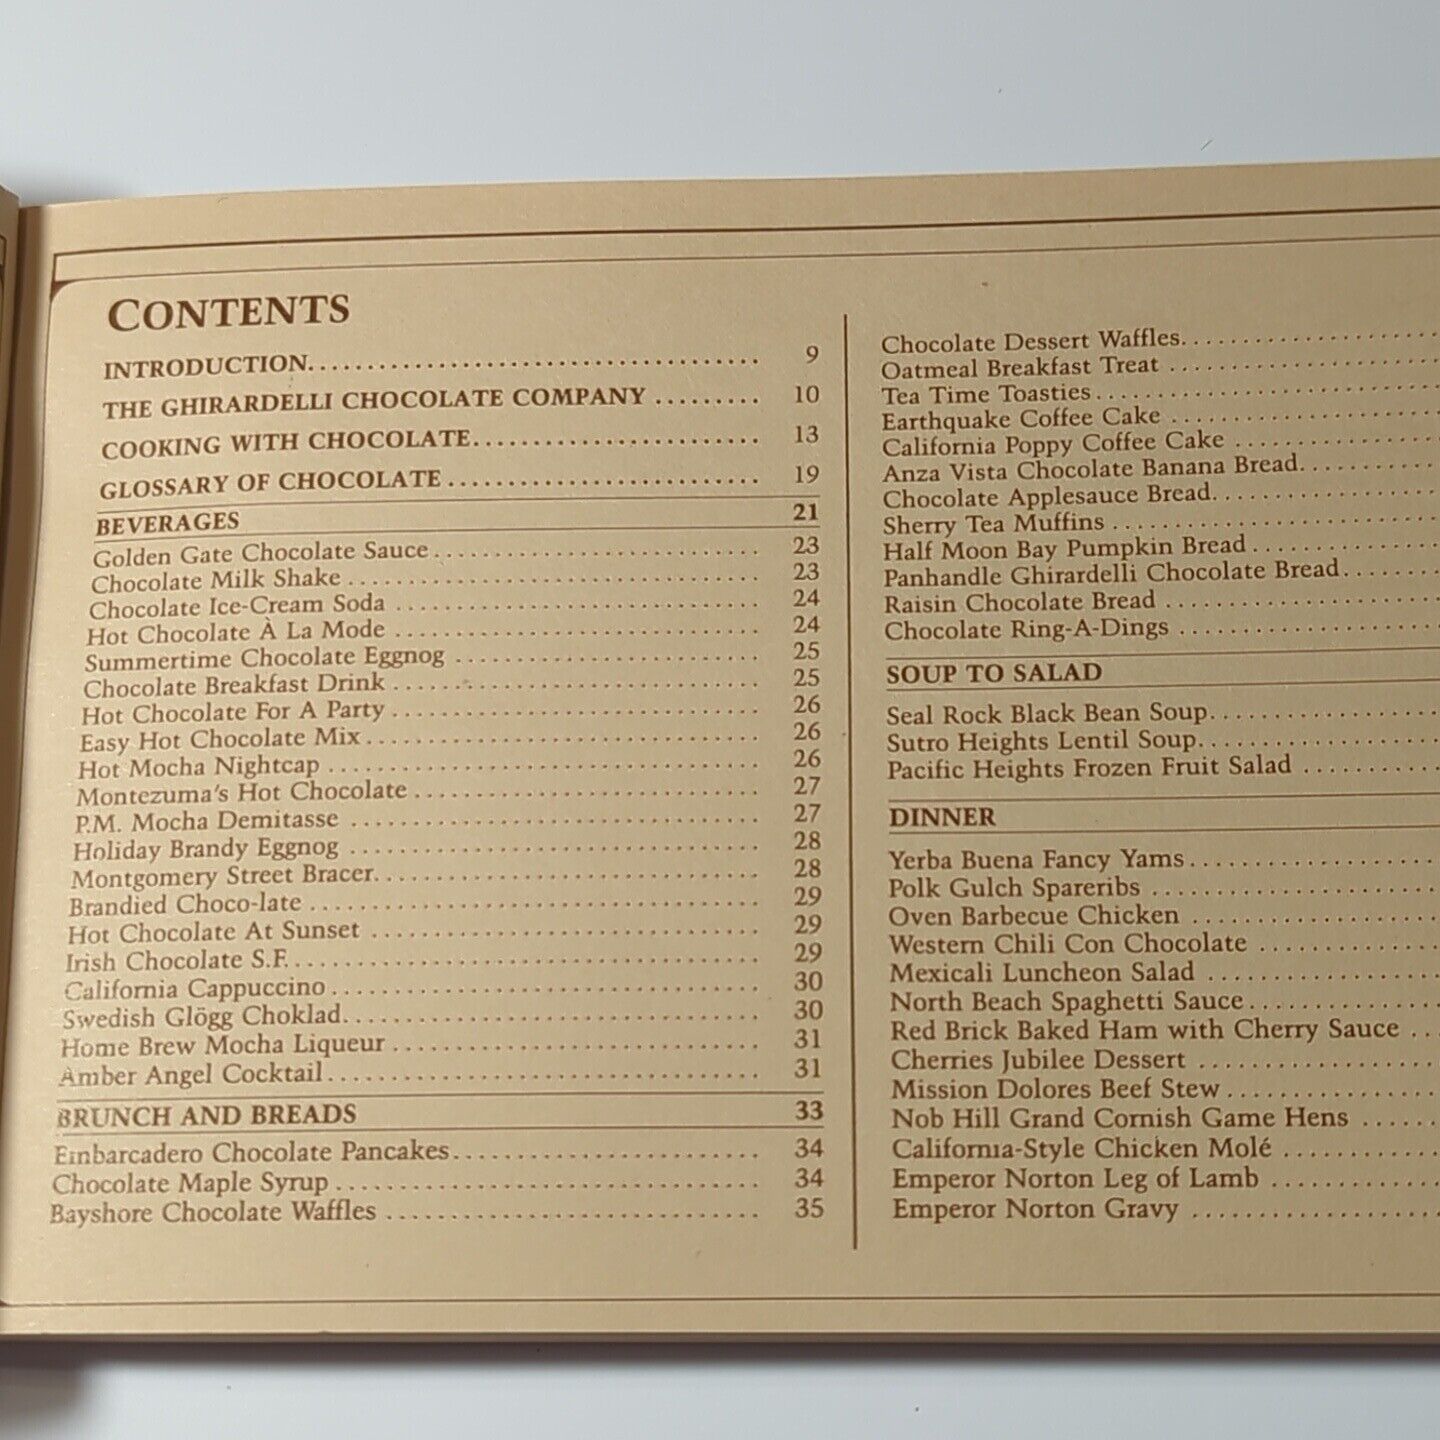 CONTENTS
INTRODUCTION........................................ 9
THE GHIRARDELLI CHOCOLATE COMPANY ......... 10
COOKING WITH CHOCOLATE......................... 13
GLOSSARY OF CHOCOLATE........................... 19
BEVERAGES 21
Golden Gate Chocolate Sauce.......................... 23
Chocolate Milk Shake................................. 23
Chocolate Ice-Cream Soda ............................ 24
Hot Chocolate À La Mode ............................ 24
Summertime Chocolate Eggnog ........................ 25
Chocolate Breakfast Drink............................. 25
Hot Chocolate For A Party............................. 26
Easy Hot Chocolate Mix............................... 26
Hot Mocha Nightcap ................................. 26
Montezuma's Hot Chocolate........................... 27
P.M. Mocha Demitasse ............................... 27
Holiday Brandy Eggnog ............................... 28
Montgomery Street Bracer............................. 28
Brandied Choco-late .................................. 29
Hot Chocolate At Sunset .............................. 29
Irish Chocolate S.F.................................... 29
California Cappuccino ................................. 30
Swedish Glögg Choklad................................ 30
Home Brew Mocha Liqueur............................ 31
Amber Angel Cocktail................................. 31
BRUNCH AND BREADS 33
Embarcadero Chocolate Pancakes........................ 34
Chocolate Maple Syrup................................ 34
Bayshore Chocolate Waffles ............................ 35
Chocolate Dessert Waffles................
Oatmeal Breakfast Treat .................
Tea Time Toasties......................
Earthquake Coffee Cake .................
California Poppy Coffee Cake .............
Anza Vista Chocolate Banana Bread.........
Chocolate Applesauce Bread..............
Sherry Tea Muffins .....................
Half Moon Bay Pumpkin Bread............
Panhandle Ghirardelli Chocolate Bread......
Raisin Chocolate Bread .................
Chocolate Ring-A-Dings ................
SOUP TO SALAD
Seal Rock Black Bean Soup..............
Sutro Heights Lentil Soup...............
Pacific Heights Frozen Fruit Salad .........
DINNER
Yerba Buena Fancy Yams................
Polk Gulch Spareribs ...................
Oven Barbecue Chicken ................
Western Chili Con Chocolate ............
Mexicali Luncheon Salad ...............
North Beach Spaghetti Sauce............
Red Brick Baked Ham with Cherry Sauce ..
Cherries Jubilee Dessert ................
Mission Dolores Beef Stew..............
Nob Hill Grand Cornish Game Hens .....
California-Style Chicken Molé ..........
Emperor Norton Leg of Lamb ...........
Emperor Norton Gravy ................